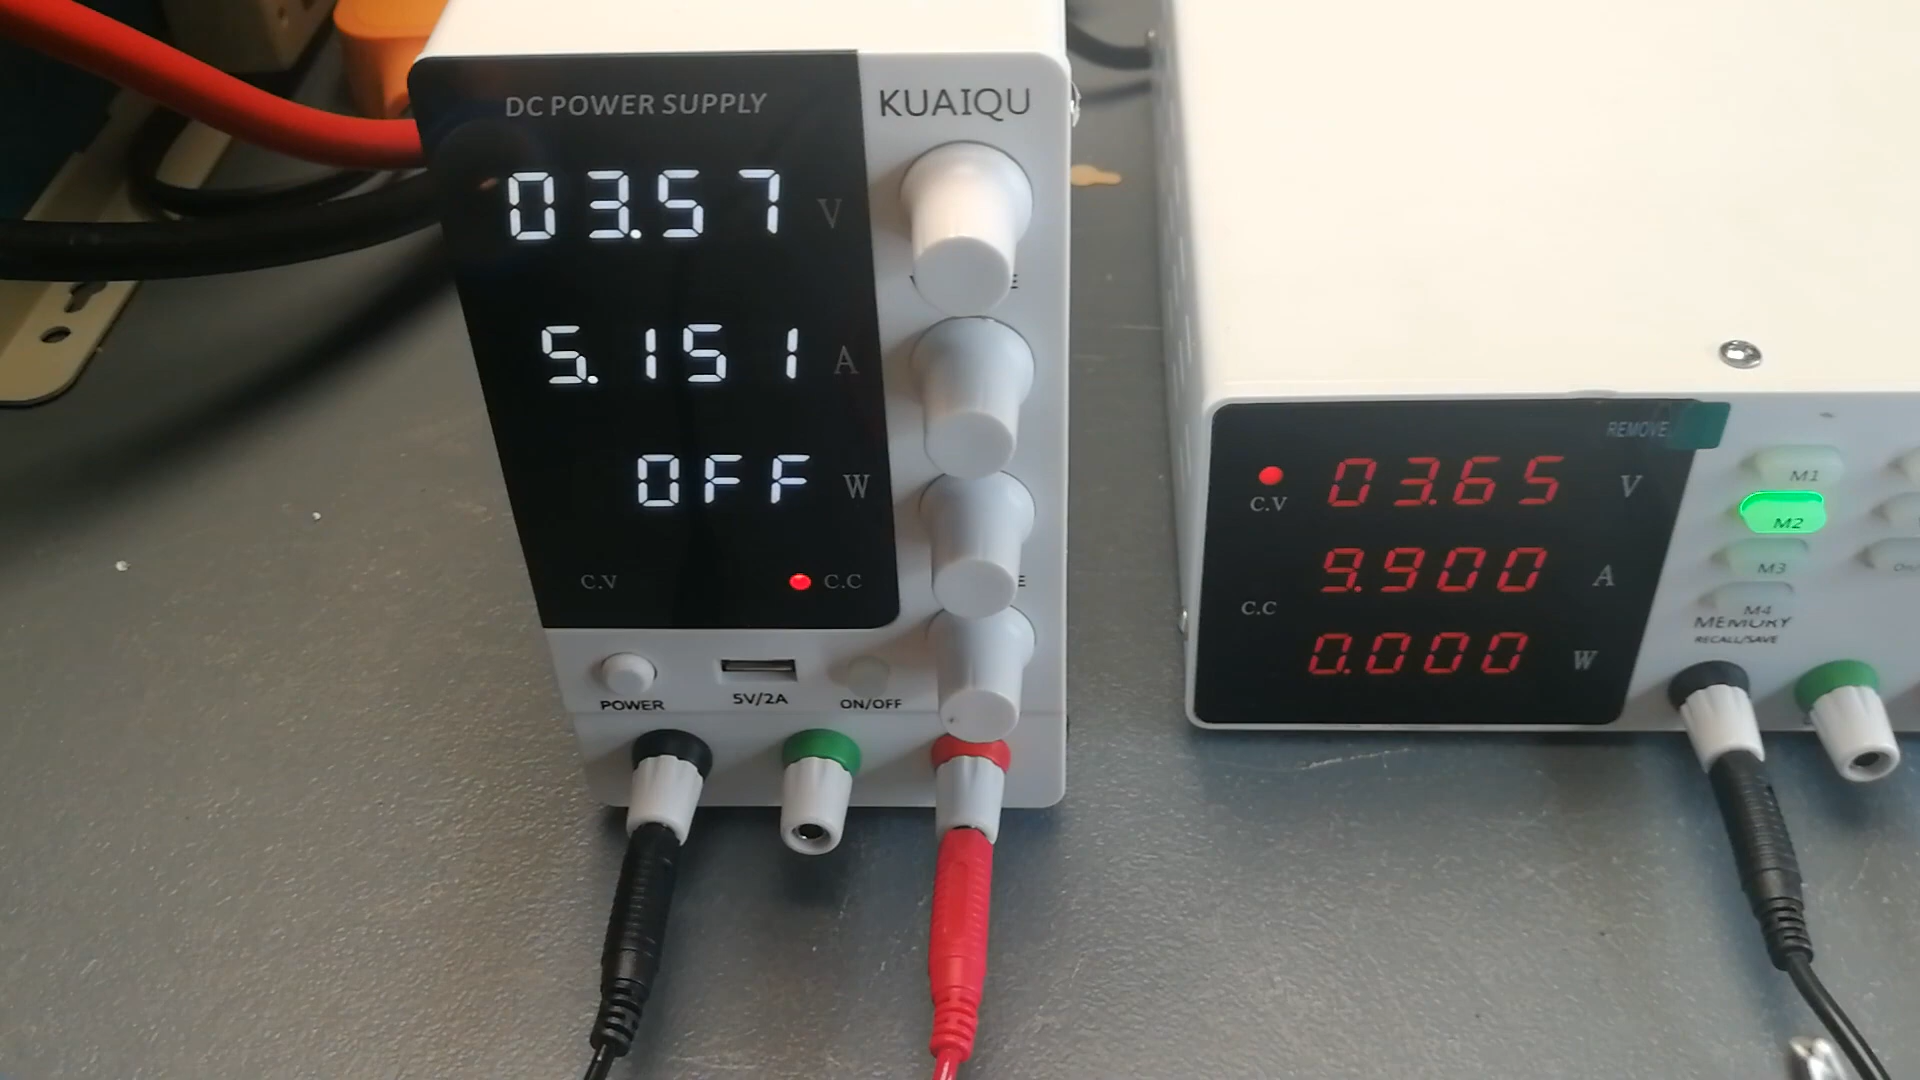 DC POWER SUPPLY
KUAIQU
03.57 V
5.151 A
OFF W
C.V C.C
POWER
5V/2A
ON/OFF
REMOVE
C.V
03.65 V
9.900 A
C.C
0.000 W
M1
M2
M3
M4
MEMORY
RECALL/SAVE